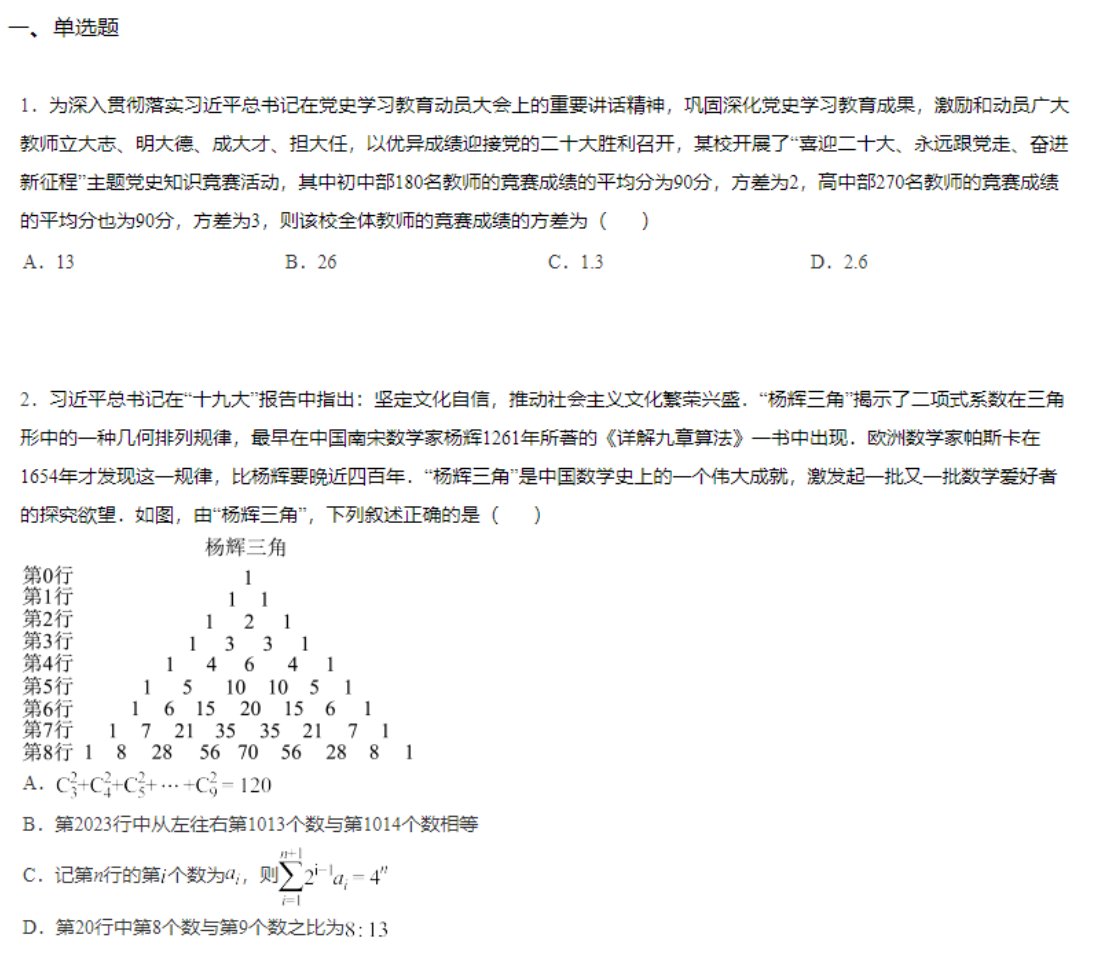 一、单选题
1．为深入贯彻落实习近平总书记在党史学习教育动员大会上的重要讲话精神，巩固深化党史学习教育成果，激励和动员广大
教师立大志、明大德、成大才、担大任，以优异成绩迎接党的二十大胜利召开，某校开展了“喜迎二十大、永远跟党走、奋进
新征程”主题党史知识竞赛活动，其中初中部180名教师的竞赛成绩的平均分为90分，方差为2，高中部270名教师的竞赛成绩
的平均分也为90分，方差为3，则该校全体教师的竞赛成绩的方差为（　　）
A．13 B．26 C．1.3 D．2.6
2．习近平总书记在“十九大”报告中指出：坚定文化自信，推动社会主义文化繁荣兴盛．“杨辉三角”揭示了二项式系数在三角
形中的一种几何排列规律，最早在中国南宋数学家杨辉1261年所著的《详解九章算法》一书中出现．欧洲数学家帕斯卡在
1654年才发现这一规律，比杨辉要晚近四百年．“杨辉三角”是中国数学史上的一个伟大成就，激发起一批又一批数学爱好者
的探究欲望．如图，由“杨辉三角”，下列叙述正确的是（　　）
杨辉三角
第0行 1
第1行 1 1
第2行 1 2 1
第3行 1 3 3 1
第4行 1 4 6 4 1
第5行 1 5 10 10 5 1
第6行 1 6 15 20 15 6 1
第7行 1 7 21 35 35 21 7 1
第8行 1 8 28 56 70 56 28 8 1
A．C₃²+C₄²+C₅²+⋯+C₉²=120
B．第2023行中从左往右第1013个数与第1014个数相等
C．记第n行的第i个数为aᵢ，则∑_{i=1}^{n+1} 2^{i-1}aᵢ=4ⁿ
D．第20行中第8个数与第9个数之比为8:13